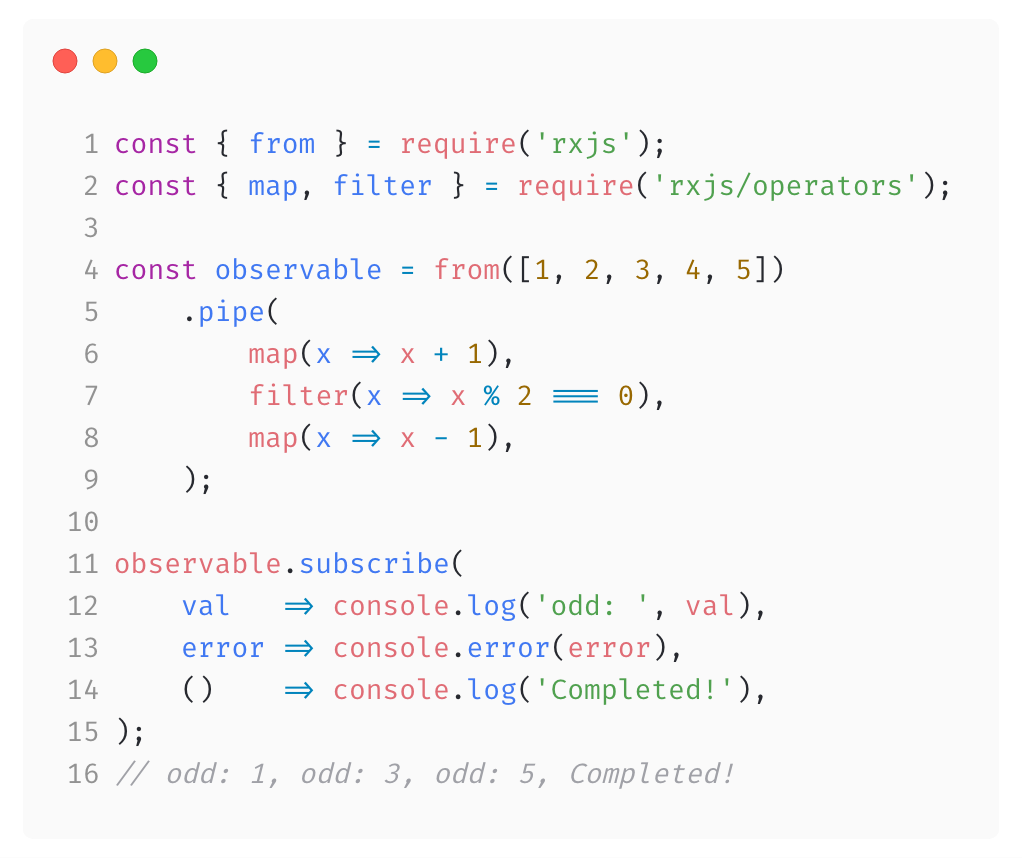 1 const { from } = require('rxjs');
2 const { map, filter } = require('rxjs/operators');
3
4 const observable = from([1, 2, 3, 4, 5])
5     .pipe(
6         map(x => x + 1),
7         filter(x => x % 2 === 0),
8         map(x => x - 1),
9     );
10
11 observable.subscribe(
12     val   => console.log('odd: ', val),
13     error => console.error(error),
14     ()    => console.log('Completed!'),
15 );
16 // odd: 1, odd: 3, odd: 5, Completed!